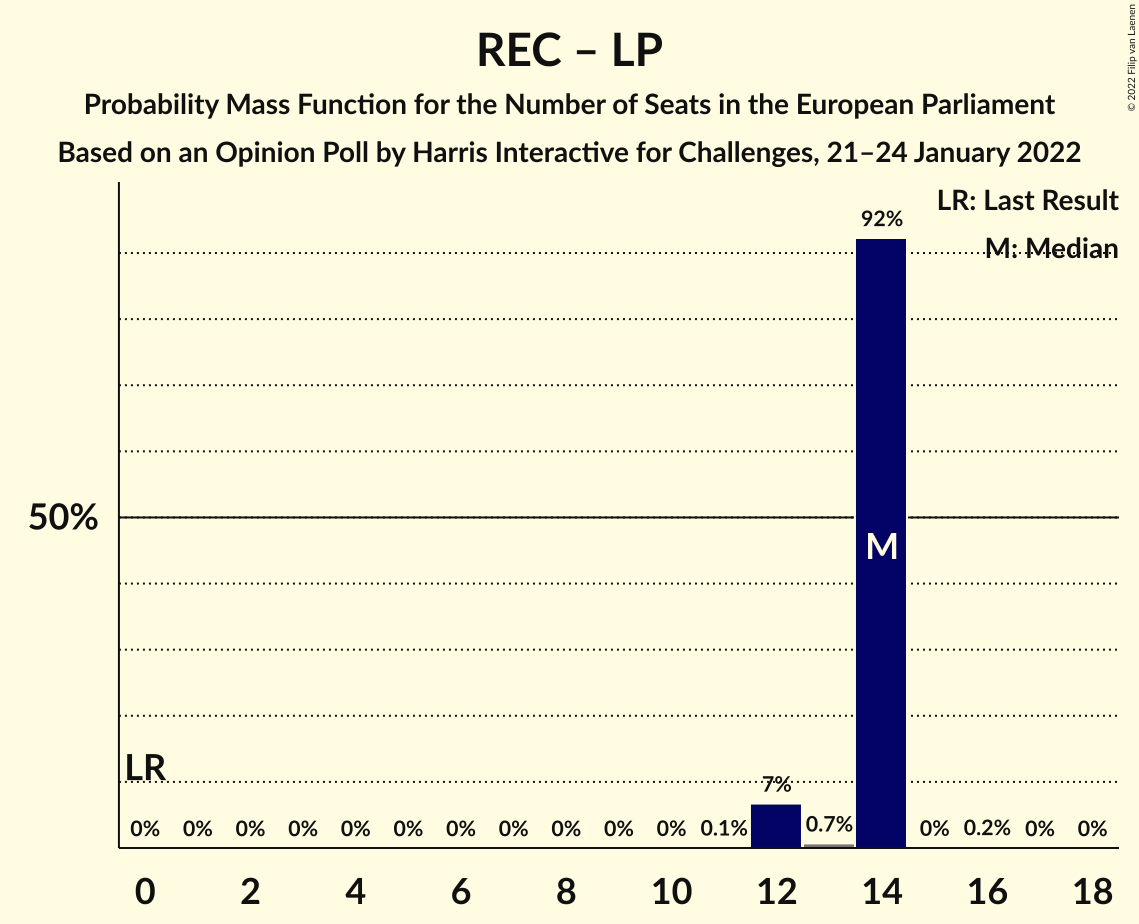 REC – LP
Probability Mass Function for the Number of Seats in the European Parliament
Based on an Opinion Poll by Harris Interactive for Challenges, 21–24 January 2022
© 2022 Filip van Laenen
LR: Last Result
M: Median
92%
50%
M
LR
7%
0% 0% 0% 0% 0% 0% 0% 0% 0% 0% 0% 0.1% 0.7% 0% 0.2% 0% 0%
0 2 4 6 8 10 12 14 16 18